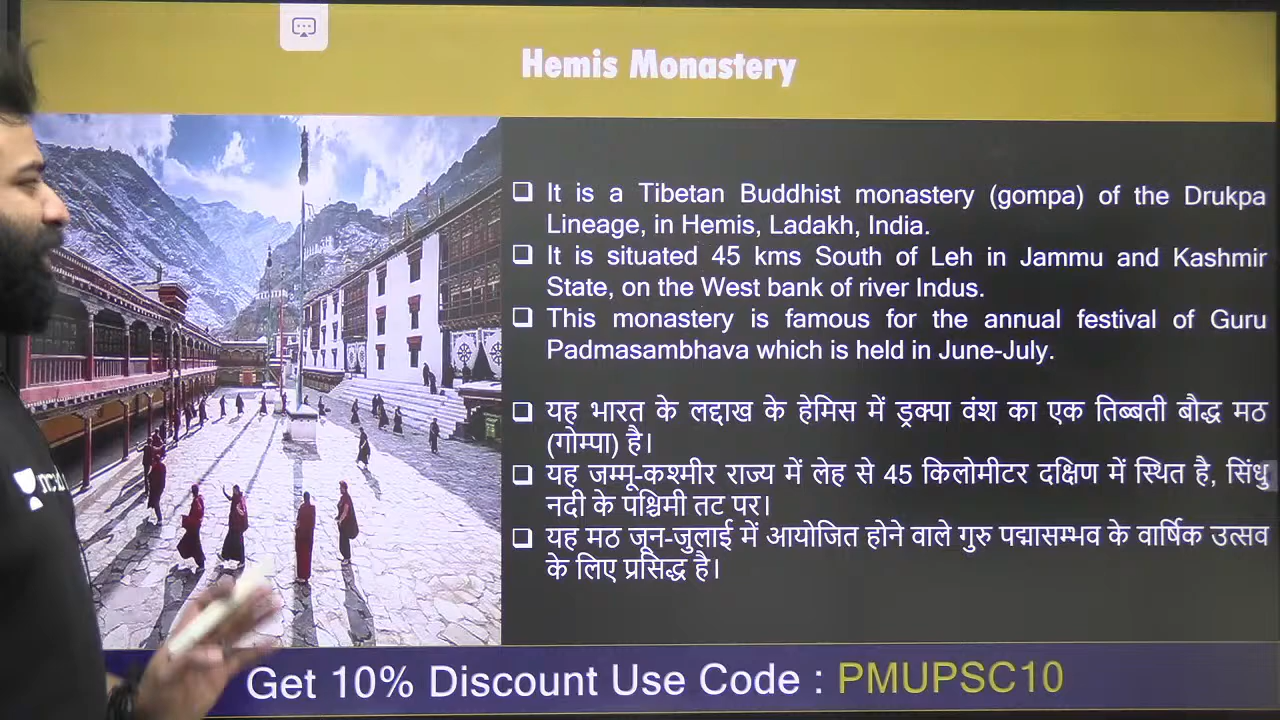 Hemis Monastery
❑ It is a Tibetan Buddhist monastery (gompa) of the Drukpa
Lineage, in Hemis, Ladakh, India.
❑ It is situated 45 kms South of Leh in Jammu and Kashmir
State, on the West bank of river Indus.
❑ This monastery is famous for the annual festival of Guru
Padmasambhava which is held in June-July.
❑ यह भारत के लद्दाख के हेमिस में ड्रक्पा वंश का एक तिब्बती बौद्ध मठ
(गोम्पा) है।
❑ यह जम्मू-कश्मीर राज्य में लेह से 45 किलोमीटर दक्षिण में स्थित है, सिंधु
नदी के पश्चिमी तट पर।
❑ यह मठ जून-जुलाई में आयोजित होने वाले गुरु पद्मासम्भव के वार्षिक उत्सव
के लिए प्रसिद्ध है।
Get 10% Discount Use Code : PMUPSC10